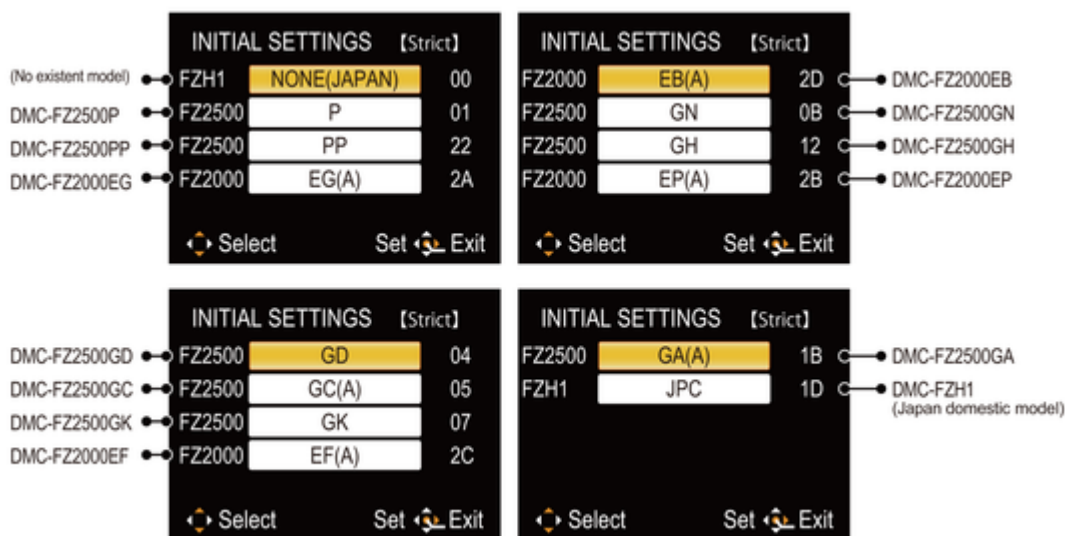 INITIAL SETTINGS 【Strict】
(No existent model) FZH1 NONE(JAPAN) 00
DMC-FZ2500P FZ2500 P 01
DMC-FZ2500PP FZ2500 PP 22
DMC-FZ2000EG FZ2000 EG(A) 2A
Select Set Exit
INITIAL SETTINGS 【Strict】
FZ2000 EB(A) 2D DMC-FZ2000EB
FZ2500 GN 0B DMC-FZ2500GN
FZ2500 GH 12 DMC-FZ2500GH
FZ2000 EP(A) 2B DMC-FZ2000EP
Select Set Exit
INITIAL SETTINGS 【Strict】
DMC-FZ2500GD FZ2500 GD 04
DMC-FZ2500GC FZ2500 GC(A) 05
DMC-FZ2500GK FZ2500 GK 07
DMC-FZ2000EF FZ2000 EF(A) 2C
Select Set Exit
INITIAL SETTINGS 【Strict】
FZ2500 GA(A) 1B DMC-FZ2500GA
FZH1 JPC 1D DMC-FZH1
(Japan domestic model)
Select Set Exit